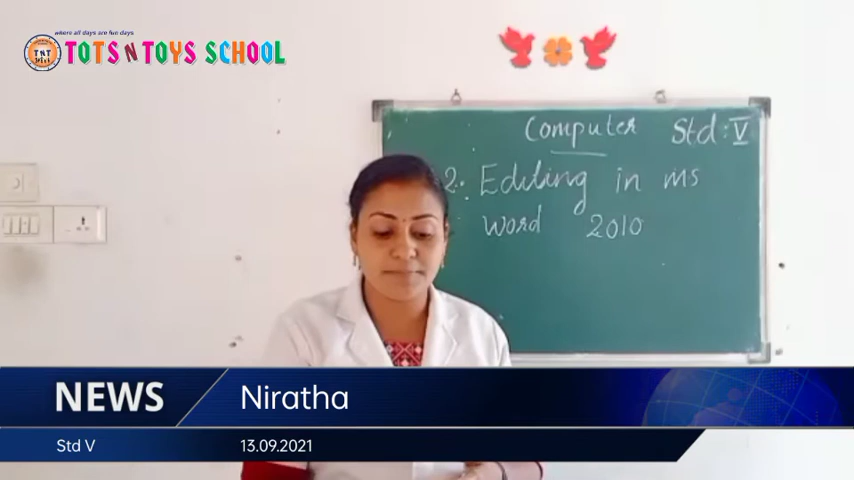 where all days are fun days
TNT
TOTS N TOYS SCHOOL
Computer Std: V
2. Editing in ms
word 2010
NEWS Niratha
Std V 13.09.2021